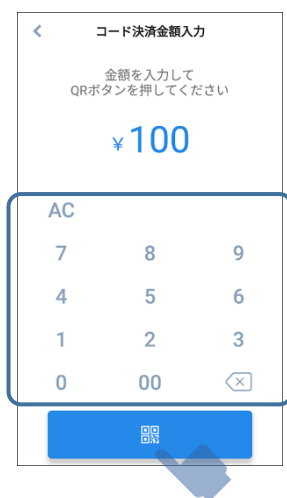 コード決済金額入力
金額を入力して
QRボタンを押してください
¥100
AC
7 8 9
4 5 6
1 2 3
0 00